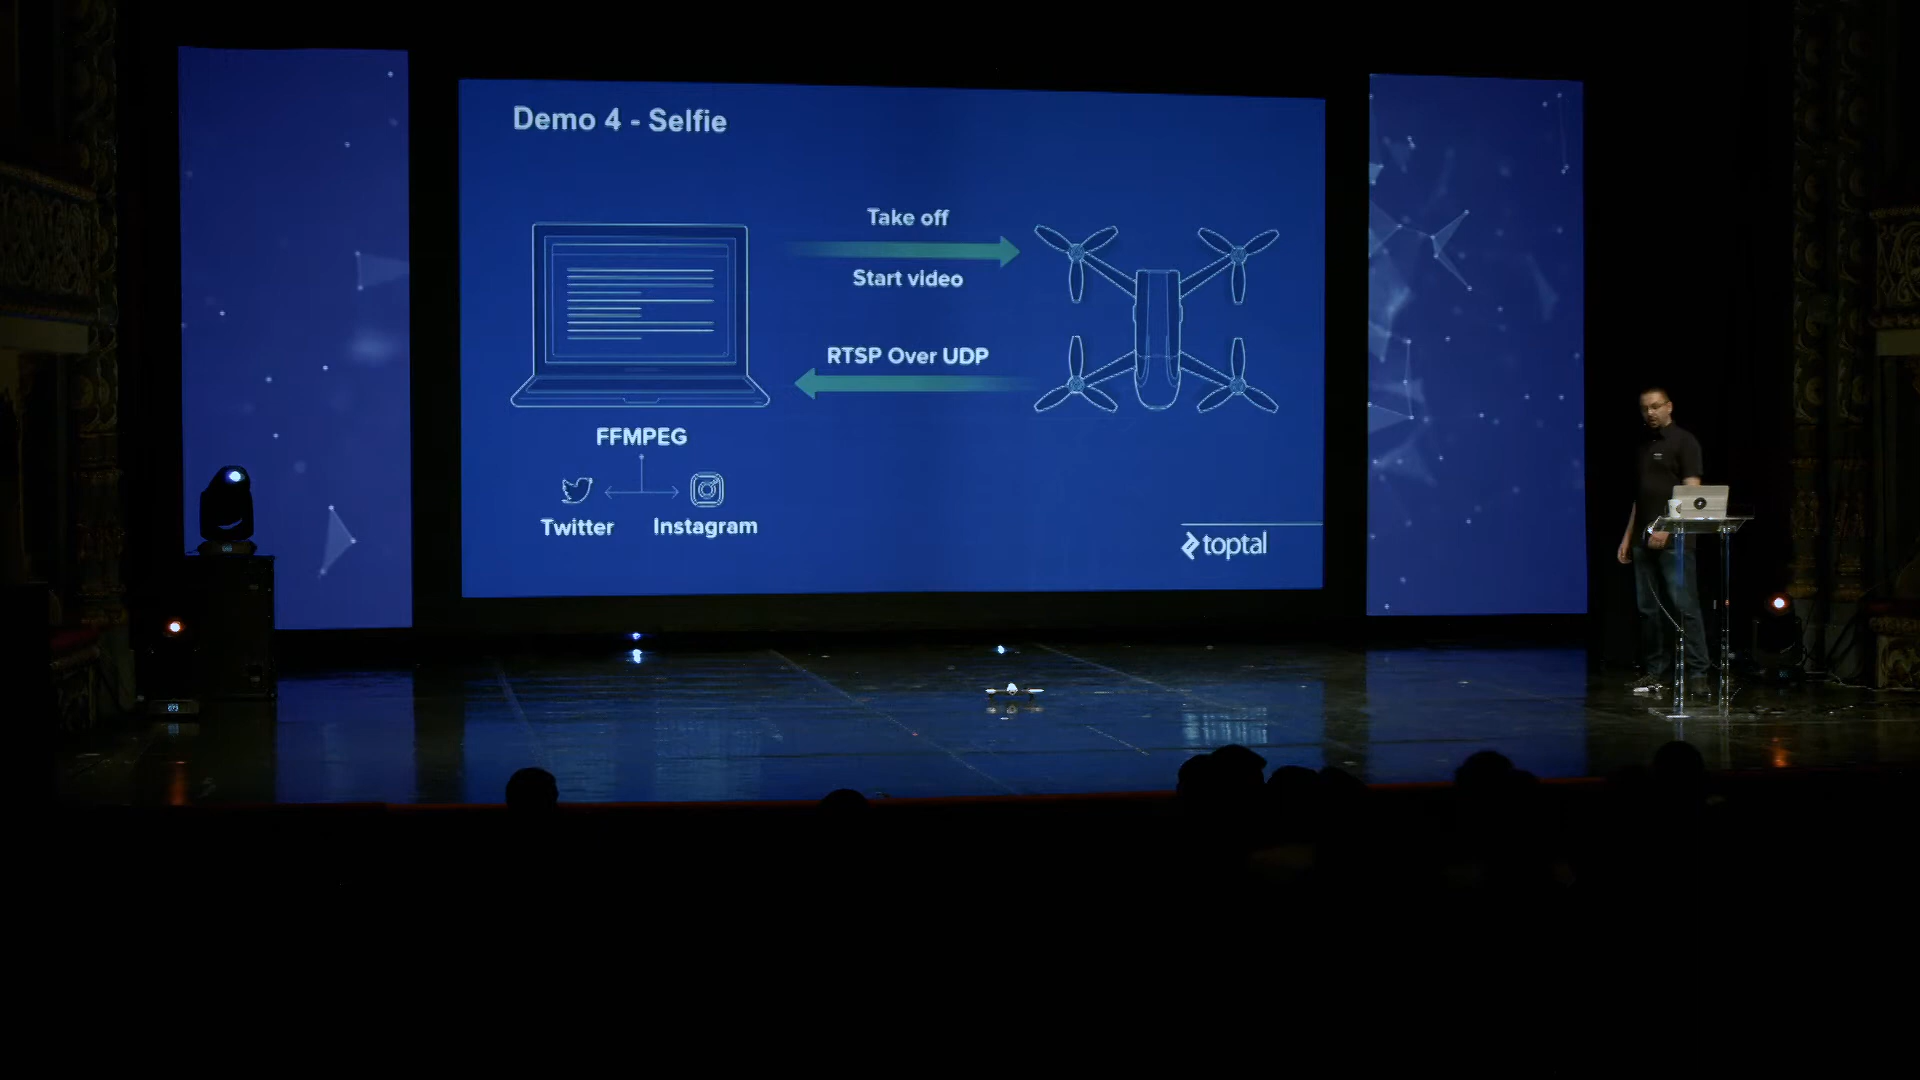 Demo 4 - Selfie
Take off
Start video
RTSP Over UDP
FFMPEG
Twitter
Instagram
toptal